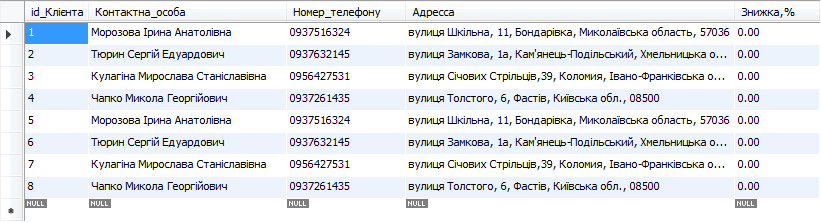 id_Клієнта Контактна_особа Номер_телефону Адресса Знижка,%
1 Морозова Ірина Анатолівна 0937516324 вулиця Шкільна, 11, Бондарівка, Миколаївська область, 57036 0.00
2 Тюрин Сергій Едуардович 0937632145 вулиця Замкова, 1а, Кам'янець-Подільський, Хмельницька о... 0.00
3 Кулагіна Мирослава Станіславівна 0956427531 вулиця Січових Стрільців,39, Коломия, Івано-Франківська о... 0.00
4 Чапко Микола Георгійович 0937261435 вулиця Толстого, 6, Фастів, Київська обл., 08500 0.00
5 Морозова Ірина Анатолівна 0937516324 вулиця Шкільна, 11, Бондарівка, Миколаївська область, 57036 0.00
6 Тюрин Сергій Едуардович 0937632145 вулиця Замкова, 1а, Кам'янець-Подільський, Хмельницька о... 0.00
7 Кулагіна Мирослава Станіславівна 0956427531 вулиця Січових Стрільців,39, Коломия, Івано-Франківська о... 0.00
8 Чапко Микола Георгійович 0937261435 вулиця Толстого, 6, Фастів, Київська обл., 08500 0.00
NULL NULL NULL NULL NULL